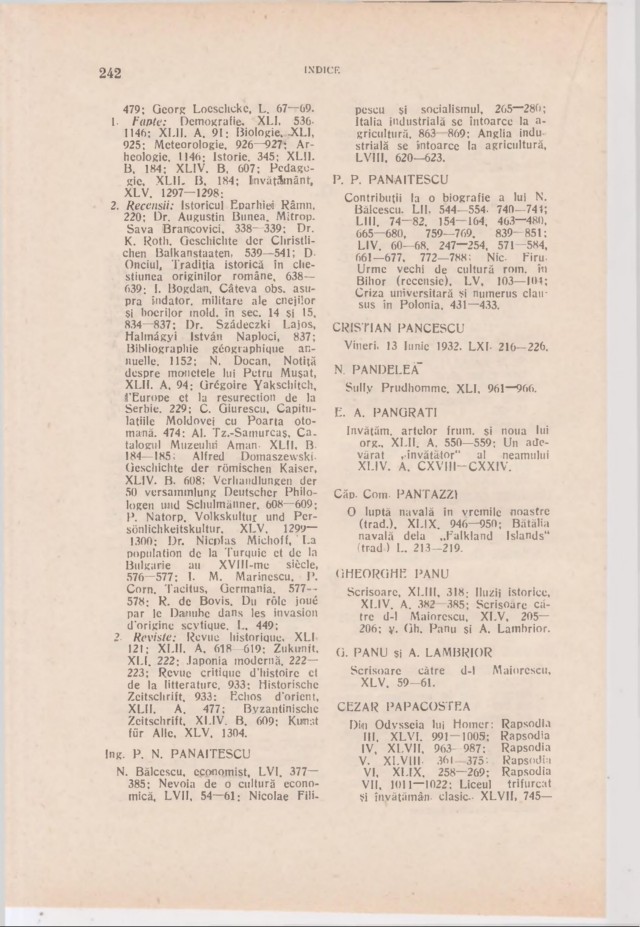 242
INDICE
479; Georg Loeschcke, L, 67—69.
1. Fapte: Demografie. XLI. 536.
1146; XLII. A, 91; Biologie, XLI,
925; Meteorologe, 926—927; Ar-
heologie, 1146; Istorie, 345; XLII.
B, 184; XLIV. B, 607; Pedago-
gie, XLII. B, 184; Învățământ,
XLV, 1297—1298;
2. Recensii: Istoricul Eparhiei Râmn,
220; Dr. Augustin Bunea, Mitrop.
Sava Brancovici, 338—339; Dr.
K. Roth, Geschichte der Christli-
chen Balkanstaaten, 539—541; D.
Onciul, Tradiția istorică în che-
stiunea originilor române, 638—
639; I. Bogdan, Câteva obs. asu-
pra îndator. militare ale cnejilor
și boerilor mold. în sec. 14 și 15,
834—837; Dr. Szádeczki Lajos,
Halmágyi István Naploci, 837;
Bibliographie géographique an-
nuelle, 1152; N. Docan, Notiță
despre monetele lui Petru Mușat,
XLII. A, 94; Grégoire Yakschitch,
l'Europe et la resurection de la
Serbie, 229; C. Giurescu, Capitu-
lațiile Moldovei cu Poarta oto-
mană, 474; Al. Tz.-Samurcaș, Ca-
talogul Muzeului Aman. XLII, B.
184—185; Alfred Domaszewski.
Geschichte der römischen Kaiser,
XLIV. B. 608; Verhandlungen der
50 versammlung Deutscher Philo-
logen und Schulmänner, 608—609;
P. Natorp, Volkskultur und Per-
sönlichkeitskultur, XLV, 1299—
1300; Dr. Nicolas Michoff, La
population de la Turquie et de la
Bulgarie au XVIII-me siècle,
576—577; I. M. Marinescu, P.
Corn. Tacitus, Germania, 577--
578; R. de Bovis, Du rôle joué
par le Danube dans les invasion
d'origine scytique, L, 449;
2. Reviste: Revue historique, XLI.
121; XLII. A, 618—619; Zukunft,
XLI, 222; Japonia modernă, 222—
223; Revue critique d'histoire et
de la litterature, 933; Historische
Zeitschrift, 933; Echos d'orient,
XLII. A, 477; Byzantinische
Zeitschrift, XLIV. B, 609; Kunst
für Alle, XLV, 1304.
Ing. P. N. PANAITESCU
N. Bălcescu, economist, LVI, 377—
385; Nevoia de o cultură econo-
mică, LVII, 54—61; Nicolae Fili-
pescu și socialismul, 265—280;
Italia industrială se întoarce la a-
gricultură, 863—869; Anglia indu-
strială se întoarce la agricultură,
LVIII, 620—623.
P. P. PANAITESCU
Contribuții la o biografie a lui N.
Bălcescu, LII, 544—554, 740—741;
LIII, 74—82, 154—164, 463—480,
665—680, 759—769, 839—851;
LIV, 60—68, 247—254, 571—584,
661—677, 772—788; Nic. Firu.
Urme vechi de cultură rom. în
Bihor (recensie), LV, 103—104;
Criza universitară și numerus clau-
sus în Polonia, 431—433.
CRISTIAN PANCESCU
Vineri, 13 Iunie 1932, LXI, 216—226.
N. PANDELEA
Sully Prudhomme, XLI, 961—966.
E. A. PANGRATI
Învățăm. artelor frum. și noua lui
org., XLII. A, 550—559; Un ade-
vărat „învățător" al neamului
XLIV. A, CXVIII—CXXIV.
Căp. Com. PANTAZZI
O luptă navală în vremile noastre
(trad.), XLIX, 946—950; Bătălia
navală dela „Falkland Islands"
(trad.) L, 213—219.
GHEORGHE PANU
Scrisoare, XLIII, 318; Iluzii istorice,
XLIV, A, 382—385; Scrisoare că-
tre d-l Maiorescu, XLV, 205—
206; v. Gh. Panu și A. Lambrior.
G. PANU și A. LAMBRIOR
Scrisoare către d-l Maiorescu,
XLV, 59—61.
CEZAR PAPACOSTEA
Din Odysseia lui Homer: Rapsodia
III, XLVI, 991—1005; Rapsodia
IV, XLVII, 963—987; Rapsodia
V, XLVIII, 361—375; Rapsodia
VI, XLIX, 258—269; Rapsodia
VII, 1011—1022; Liceul trifurcat
și învățămân. clasic, XLVII, 745—